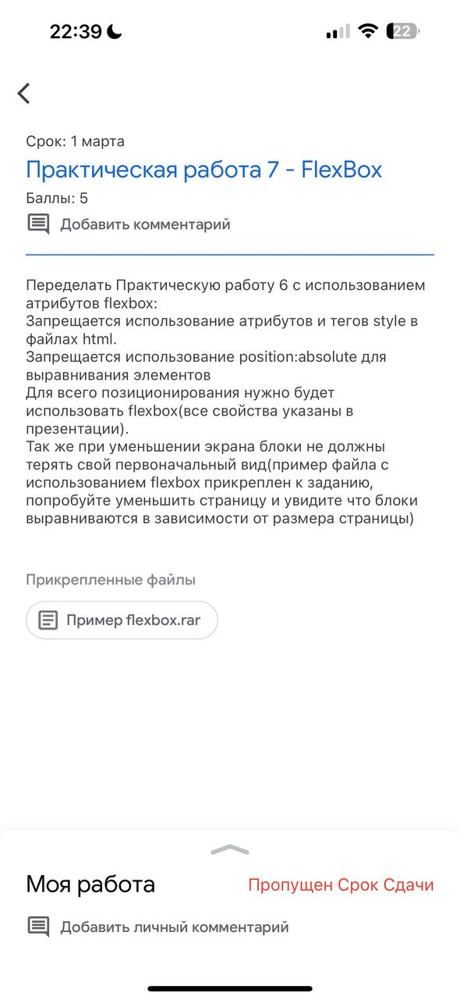 22:39
22
Срок: 1 марта
Практическая работа 7 - FlexBox
Баллы: 5
Добавить комментарий
Переделать Практическую работу 6 с использованием
атрибутов flexbox:
Запрещается использование атрибутов и тегов style в
файлах html.
Запрещается использование position:absolute для
выравнивания элементов
Для всего позиционирования нужно будет
использовать flexbox(все свойства указаны в
презентации).
Так же при уменьшении экрана блоки не должны
терять свой первоначальный вид(пример файла с
использованием flexbox прикреплен к заданию,
попробуйте уменьшить страницу и увидите что блоки
выравниваются в зависимости от размера страницы)
Прикрепленные файлы
Пример flexbox.rar
Моя работа
Пропущен Срок Сдачи
Добавить личный комментарий